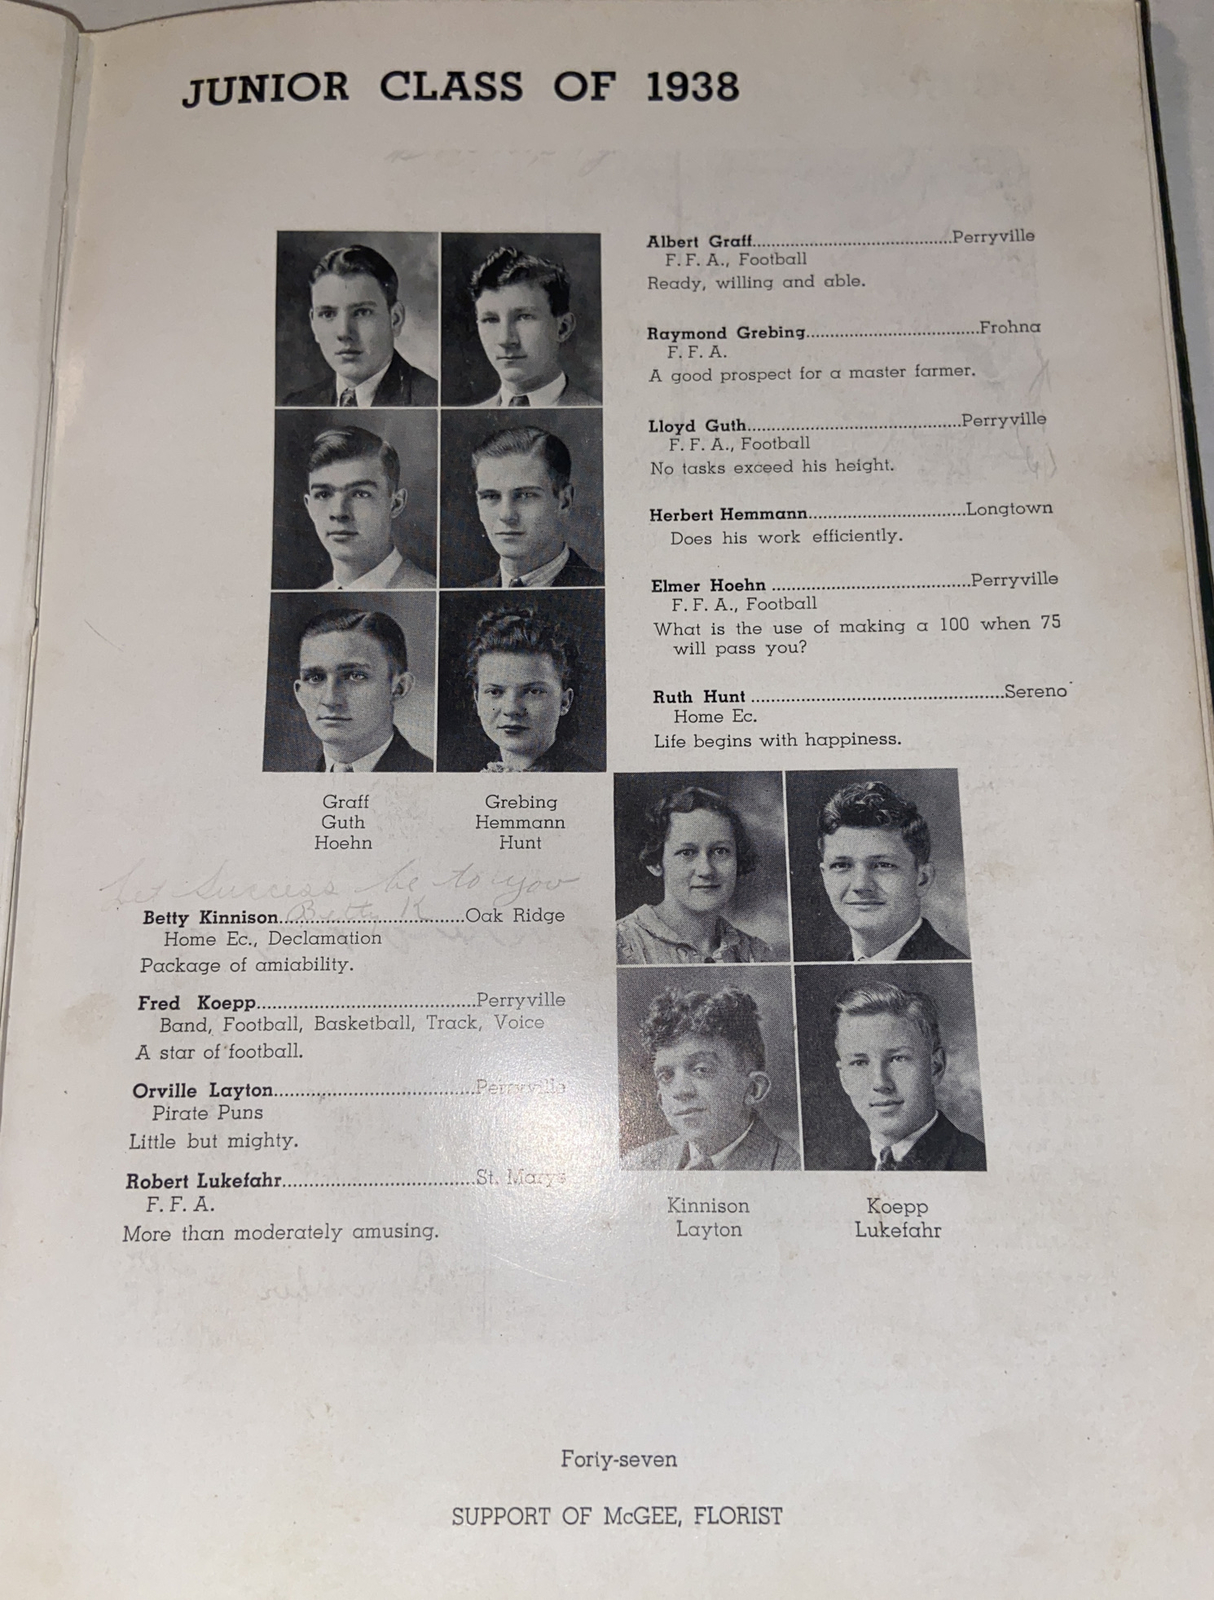 JUNIOR CLASS OF 1938
Albert Graff..........................................Perryville
F. F. A., Football
Ready, willing and able.
Raymond Grebing....................................Frohna
F. F. A.
A good prospect for a master farmer.
Lloyd Guth.............................................Perryville
F. F. A., Football
No tasks exceed his height.
Herbert Hemmann.................................Longtown
Does his work efficiently.
Elmer Hoehn ..........................................Perryville
F. F. A., Football
What is the use of making a 100 when 75
will pass you?
Ruth Hunt .....................................................Sereno
Home Ec.
Life begins with happiness.
Graff Grebing
Guth Hemmann
Hoehn Hunt
Let Success be to you
Betty K
Betty Kinnison.......................................Oak Ridge
Home Ec., Declamation
Package of amiability.
Fred Koepp..............................................Perryville
Band, Football, Basketball, Track, Voice
A star of football.
Orville Layton..........................................Perryville
Pirate Puns
Little but mighty.
Robert Lukefahr.........................................St. Marys
F. F. A.
More than moderately amusing.
Kinnison Koepp
Layton Lukefahr
Forty-seven
SUPPORT OF McGEE, FLORIST